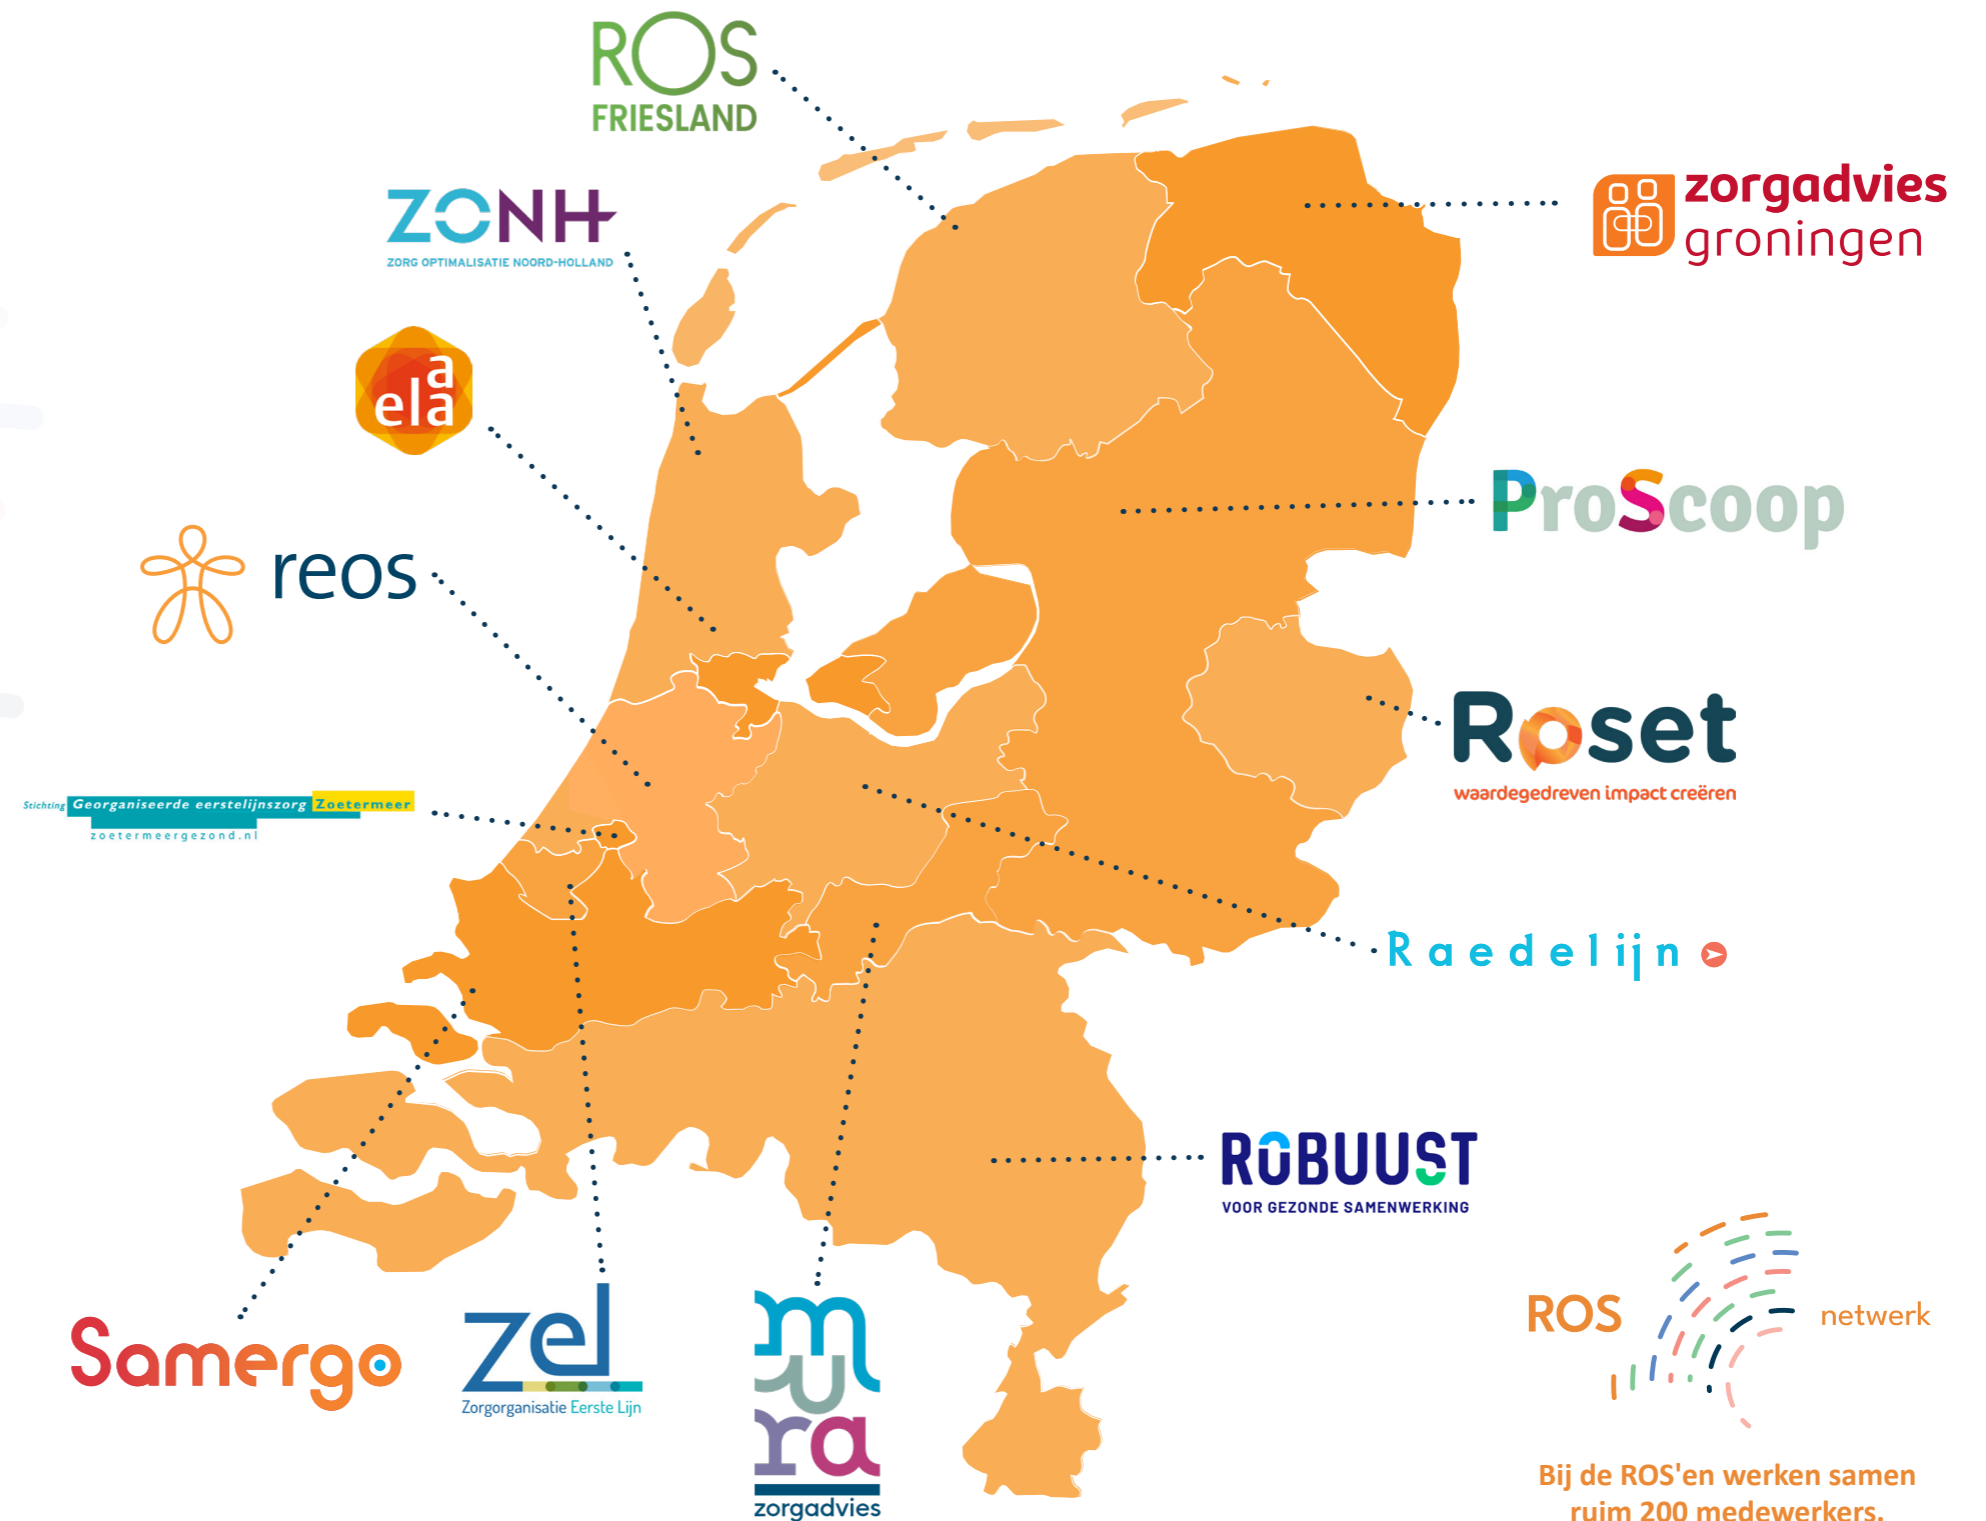 ROS
FRIESLAND
ZONH
ZORG OPTIMALISATIE NOORD-HOLLAND
zorgadvies
groningen
elaa
reos
ProScoop
Roset
waardegedreven impact creëren
Stichting Georganiseerde eerstelijnszorg Zoetermeer
zoetermeergezond.nl
Raedelijn
ROBUUST
VOOR GEZONDE SAMENWERKING
Samergo
zel
Zorgorganisatie Eerste Lijn
mura
zorgadvies
ROS netwerk
Bij de ROS'en werken samen
ruim 200 medewerkers.